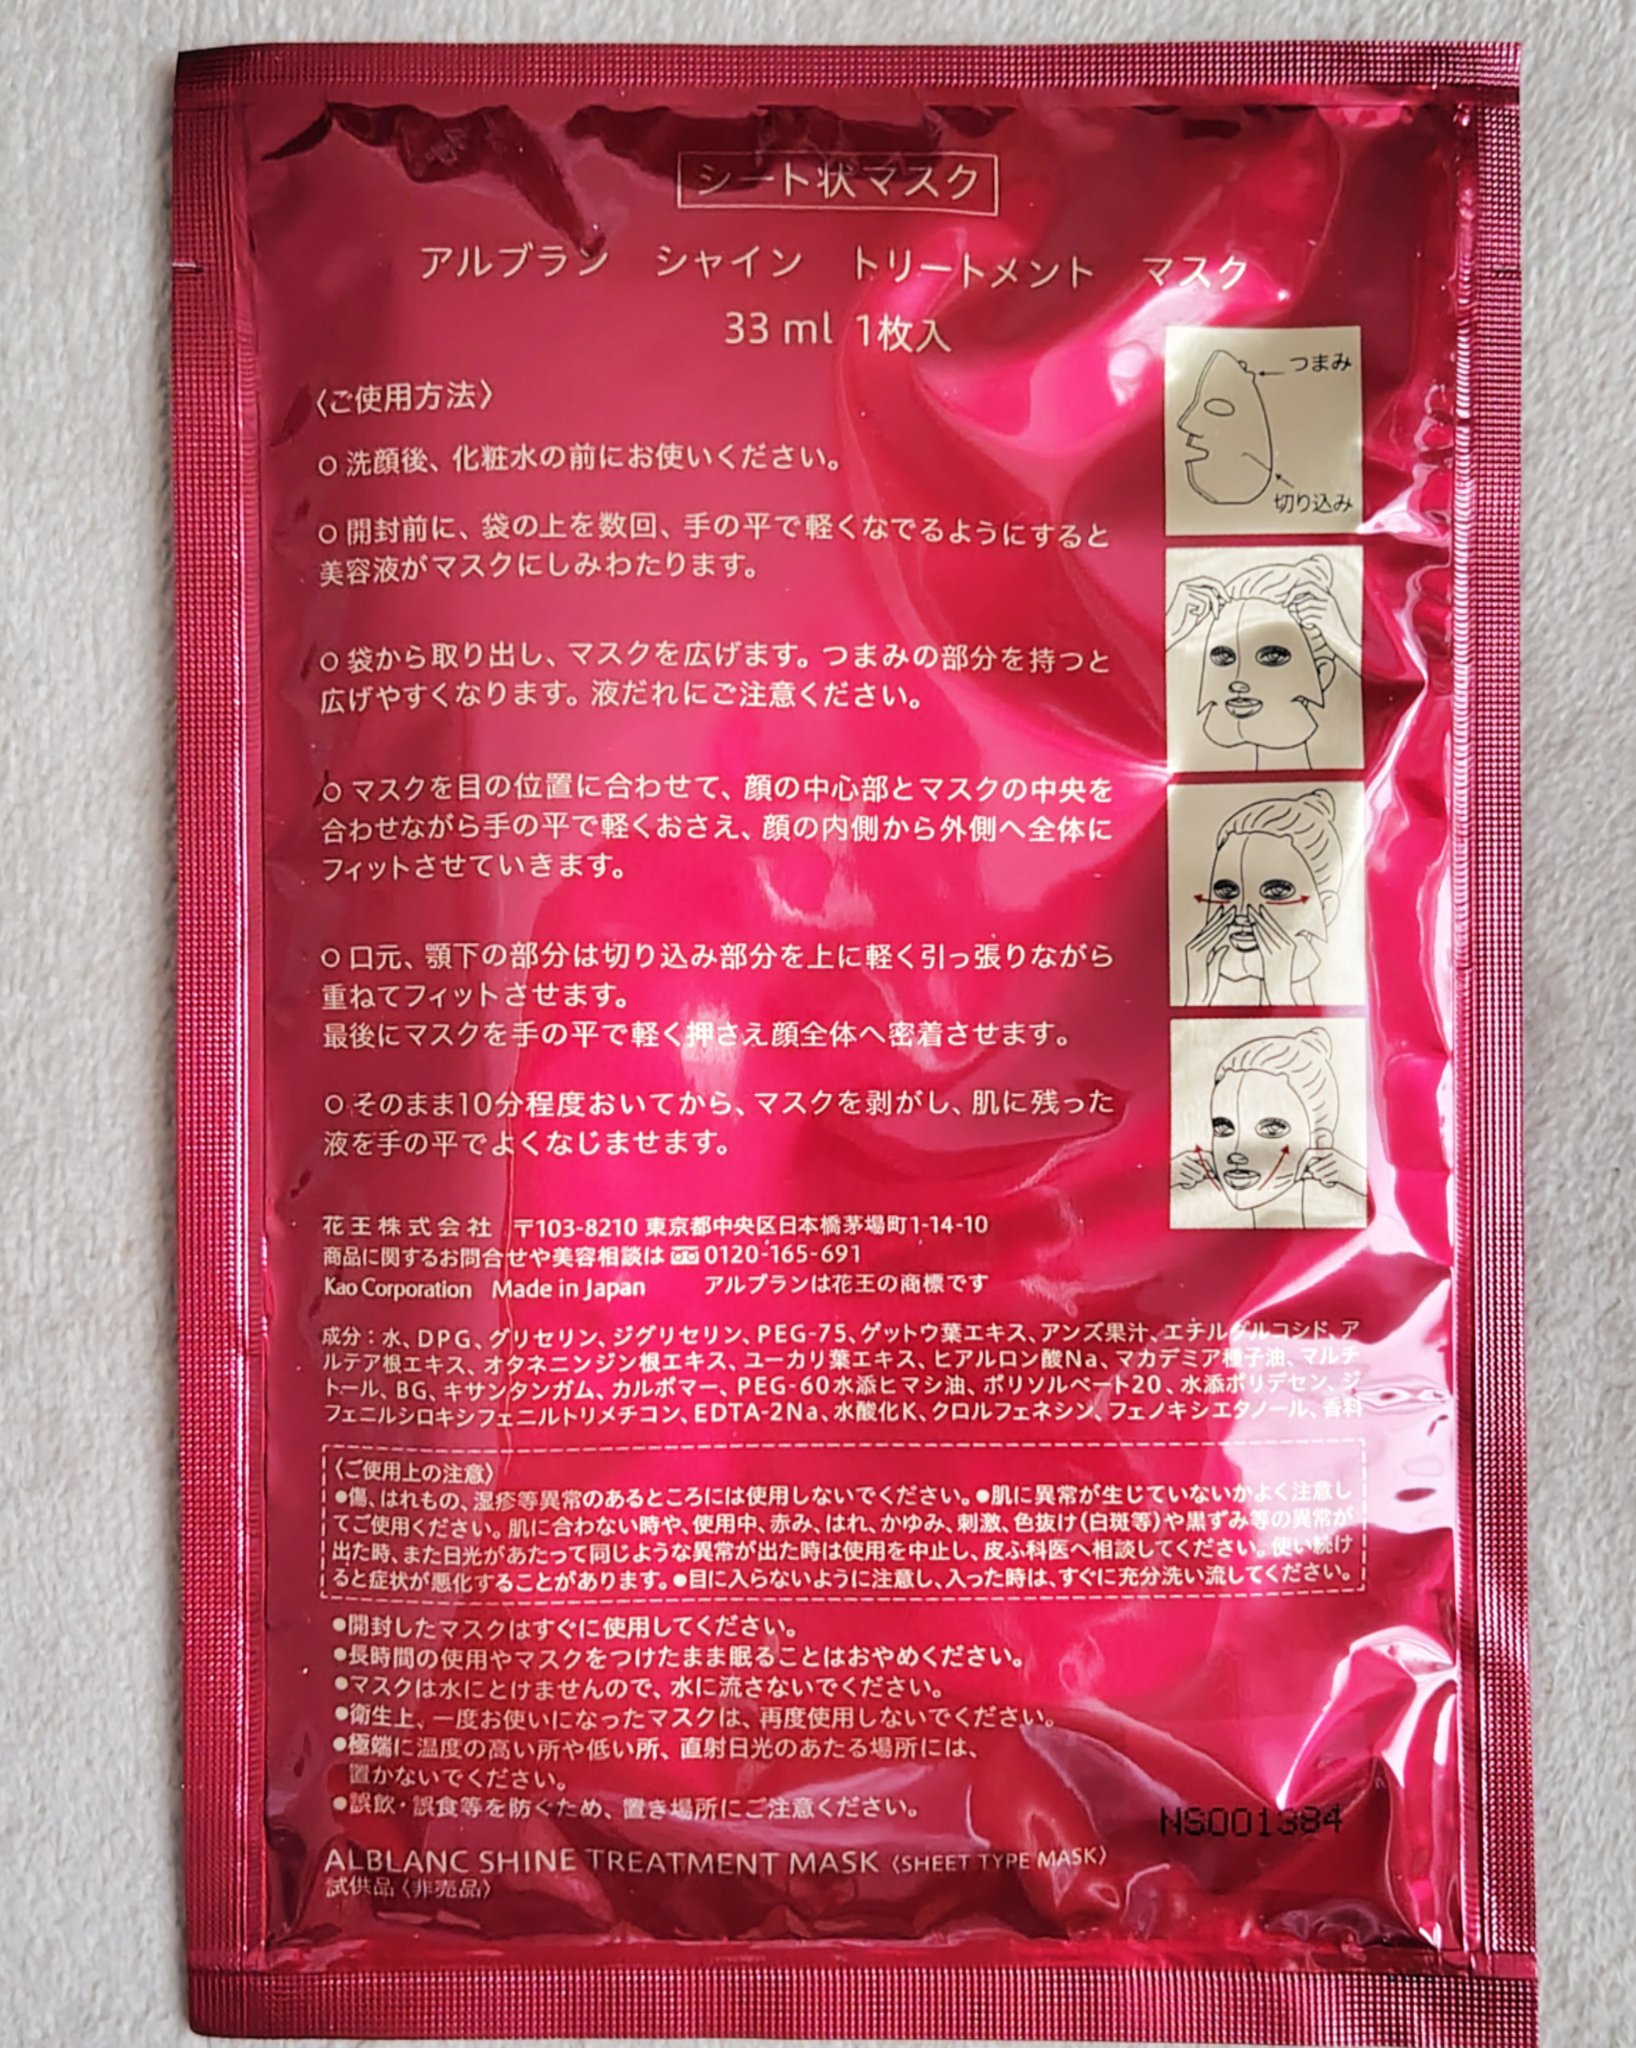 シート状マスク
アルブラン シャイン トリートメント マスク
33 ml 1枚入
〈ご使用方法〉
○ 洗顔後、化粧水の前にお使いください。
○ 開封前に、袋の上を数回、手の平で軽くなでるようにすると
美容液がマスクにしみわたります。
○ 袋から取り出し、マスクを広げます。つまみの部分を持つと
広げやすくなります。液だれにご注意ください。
○ マスクを目の位置に合わせて、顔の中心部とマスクの中央を
合わせながら手の平で軽くおさえ、顔の内側から外側へ全体に
フィットさせていきます。
○ 口元、顎下の部分は切り込み部分を上に軽く引っ張りながら
重ねてフィットさせます。
最後にマスクを手の平で軽く押さえ顔全体へ密着させます。
○ そのまま10分程度おいてから、マスクを剥がし、肌に残った
液を手の平でよくなじませます。
つまみ
切り込み
花王株式会社 〒103-8210 東京都中央区日本橋茅場町1-14-10
商品に関するお問合せや美容相談は 0120-165-691
Kao Corporation Made in Japan アルブランは花王の商標です
成分：水、DPG、グリセリン、ジグリセリン、PEG-75、ゲットウ葉エキス、アンズ果汁、エチルグルコシド、ア
ルテア根エキス、オタネニンジン根エキス、ユーカリ葉エキス、ヒアルロン酸Na、マカデミア種子油、マルチ
トール、BG、キサンタンガム、カルボマー、PEG-60水添ヒマシ油、ポリソルベート20、水添ポリデセン、ジ
フェニルシロキシフェニルトリメチコン、EDTA-2Na、水酸化K、クロルフェネシン、フェノキシエタノール、香料
〈ご使用上の注意〉
●傷、はれもの、湿疹等異常のあるところには使用しないでください。●肌に異常が生じていないかよく注意し
てご使用ください。肌に合わない時や、使用中、赤み、はれ、かゆみ、刺激、色抜け(白斑等)や黒ずみ等の異常が
出た時、また日光があたって同じような異常が出た時は使用を中止し、皮ふ科医へ相談してください。使い続け
ると症状が悪化することがあります。●目に入らないように注意し、入った時は、すぐに充分洗い流してください。
●開封したマスクはすぐに使用してください。
●長時間の使用やマスクをつけたまま眠ることはおやめください。
●マスクは水にとけませんので、水に流さないでください。
●衛生上、一度お使いになったマスクは、再度使用しないでください。
●極端に温度の高い所や低い所、直射日光のあたる場所には、
置かないでください。
●誤飲・誤食等を防ぐため、置き場所にご注意ください。
NS001384
ALBLANC SHINE TREATMENT MASK 〈SHEET TYPE MASK〉
試供品〈非売品〉